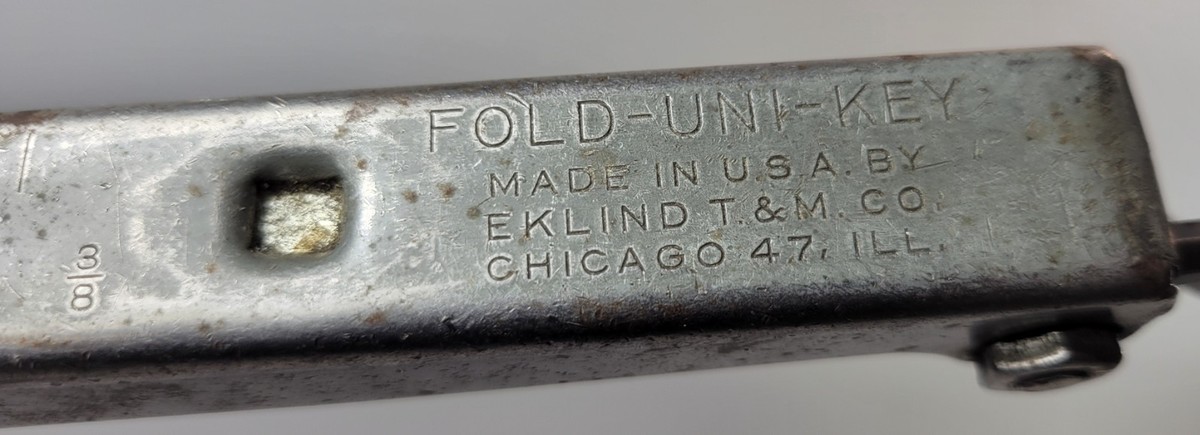 FOLD-UNI-KEY
MADE IN U.S.A. BY
EKLIND T. & M. CO.
CHICAGO 47, ILL.
3/8